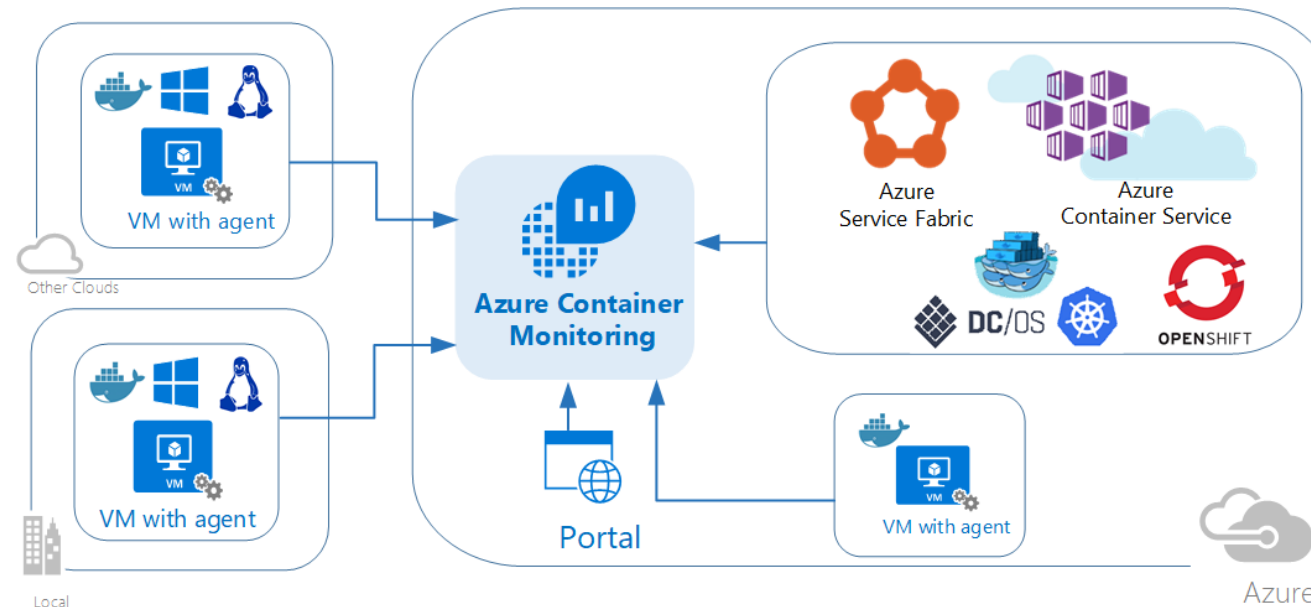 VM
VM with agent
Other Clouds
VM
VM with agent
Local
Azure Container
Monitoring
Portal
Azure
Service Fabric
Azure
Container Service
DC/OS
OPENSHIFT
VM
VM with agent
Azure